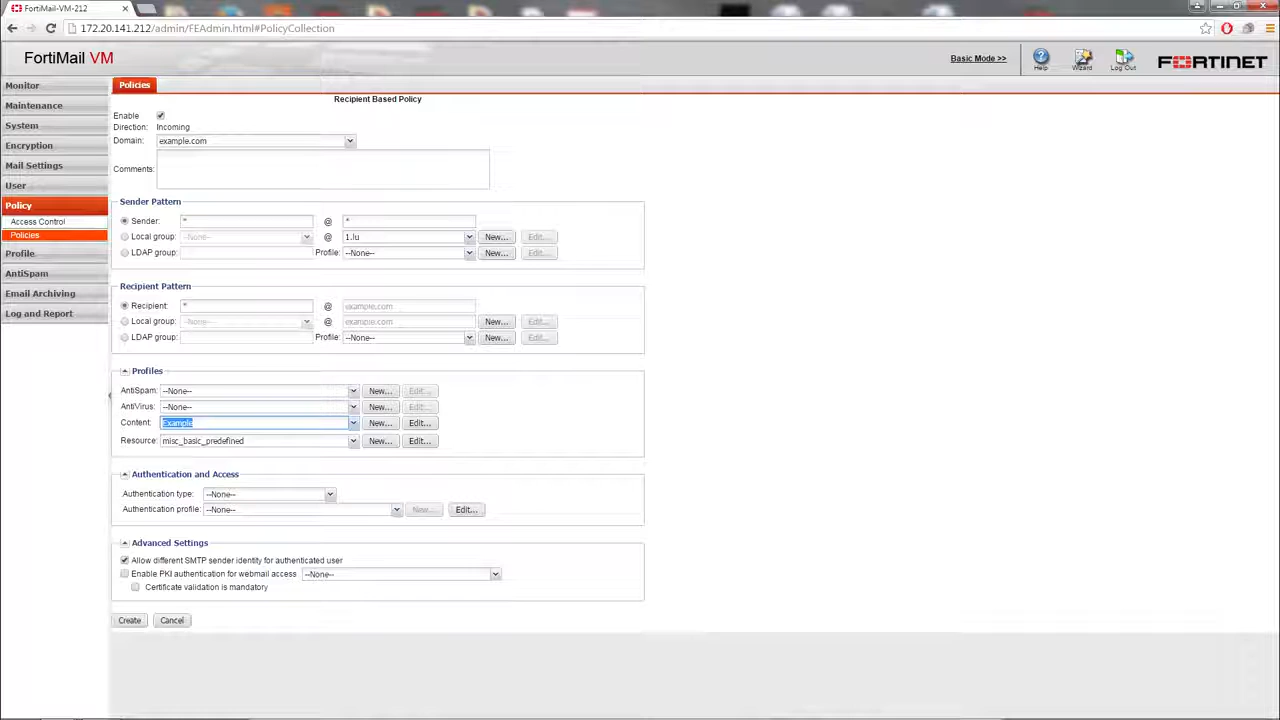 FortiMail-VM-212
172.20.141.212/admin/FEAdmin.html#PolicyCollection
FortiMail VM
Basic Mode >>
Help
Wizard
Log Out
FORTINET
Monitor
Maintenance
System
Encryption
Mail Settings
User
Policy
Access Control
Policies
Profile
AntiSpam
Email Archiving
Log and Report
Policies
Recipient Based Policy
Enable
Direction: Incoming
Domain: example.com
Comments:
Sender Pattern
Sender: * @ *
Local group: --None-- @ 1.lu New... Edit...
LDAP group: Profile: --None-- New... Edit...
Recipient Pattern
Recipient: * @ example.com
Local group: --None-- @ example.com New... Edit...
LDAP group: Profile: --None-- New... Edit...
Profiles
AntiSpam: --None-- New... Edit...
AntiVirus: --None-- New... Edit...
Content: Example New... Edit...
Resource: misc_basic_predefined New... Edit...
Authentication and Access
Authentication type: --None--
Authentication profile: --None-- New... Edit...
Advanced Settings
Allow different SMTP sender identity for authenticated user
Enable PKI authentication for webmail access --None--
Certificate validation is mandatory
Create Cancel